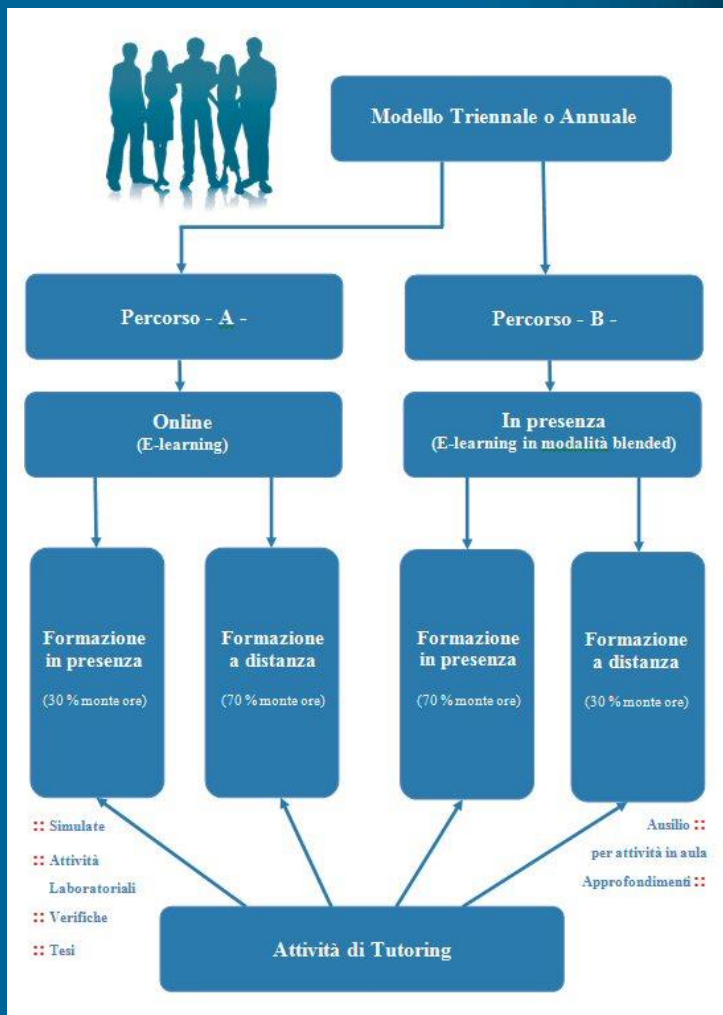 Modello Triennale o Annuale
Percorso - A -
Percorso - B -
Online
(E-learning)
In presenza
(E-learning in modalità blended)
Formazione
in presenza
(30 % monte ore)
Formazione
a distanza
(70 % monte ore)
Formazione
in presenza
(70 % monte ore)
Formazione
a distanza
(30 % monte ore)
:: Simulate
:: Attività
Laboratoriali
:: Verifiche
:: Tesi
Ausilio ::
per attività in aula
Approfondimenti ::
Attività di Tutoring